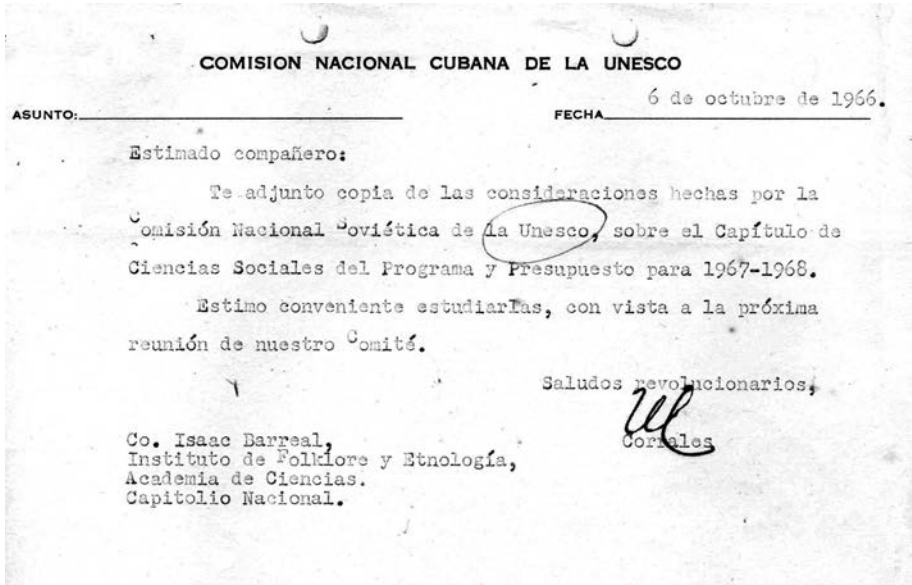 COMISION NACIONAL CUBANA DE LA UNESCO
6 de octubre de 1966.
ASUNTO: FECHA
Estimado compañero:
Te adjunto copia de las consideraciones hechas por la
Comisión Nacional Soviética de la Unesco, sobre el Capítulo de
Ciencias Sociales del Programa y Presupuesto para 1967-1968.
Estimo conveniente estudiarlas, con vista a la próxima
reunión de nuestro Comité.
Saludos revolucionarios,
Corrales
Co. Isaac Barreal,
Instituto de Folklore y Etnología,
Academia de Ciencias.
Capitolio Nacional.